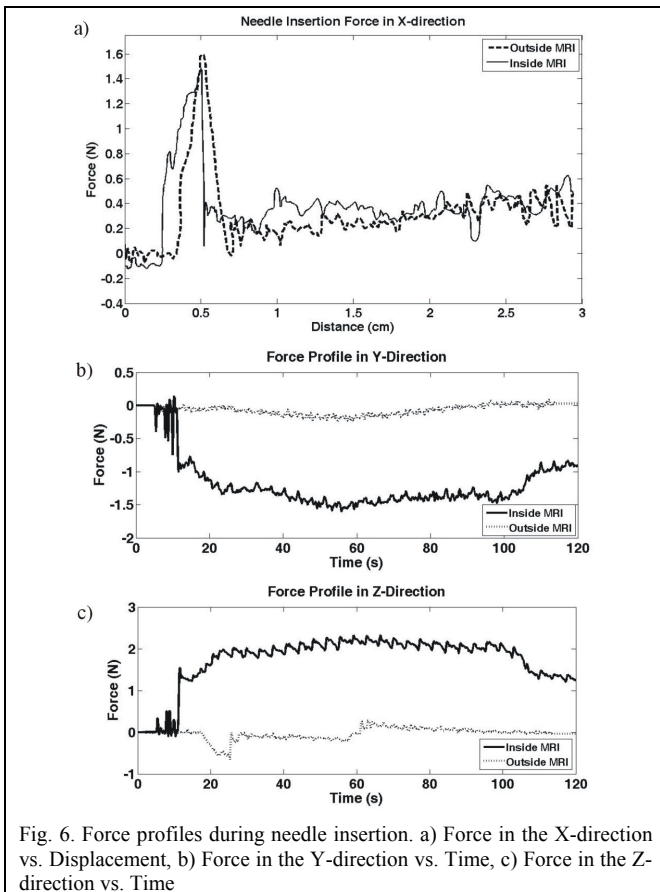 a)
Needle Insertion Force in X-direction
Outside MRI
Inside MRI
1.6
1.4
1.2
1
0.8
0.6
0.4
0.2
0
-0.2
-0.4
Force (N)
0 0.5 1 1.5 2 2.5 3
Distance (cm)
b)
Force Profile in Y-Direction
0.5
0
-0.5
-1
-1.5
-2
Force (N)
Inside MRI
Outside MRI
0 20 40 60 80 100 120
Time (s)
c)
Force Profile in Z-Direction
3
2
1
0
-1
Force (N)
Inside MRI
Outside MRI
0 20 40 60 80 100 120
Time (s)
Fig. 6. Force profiles during needle insertion. a) Force in the X-direction
vs. Displacement, b) Force in the Y-direction vs. Time, c) Force in the Z-
direction vs. Time